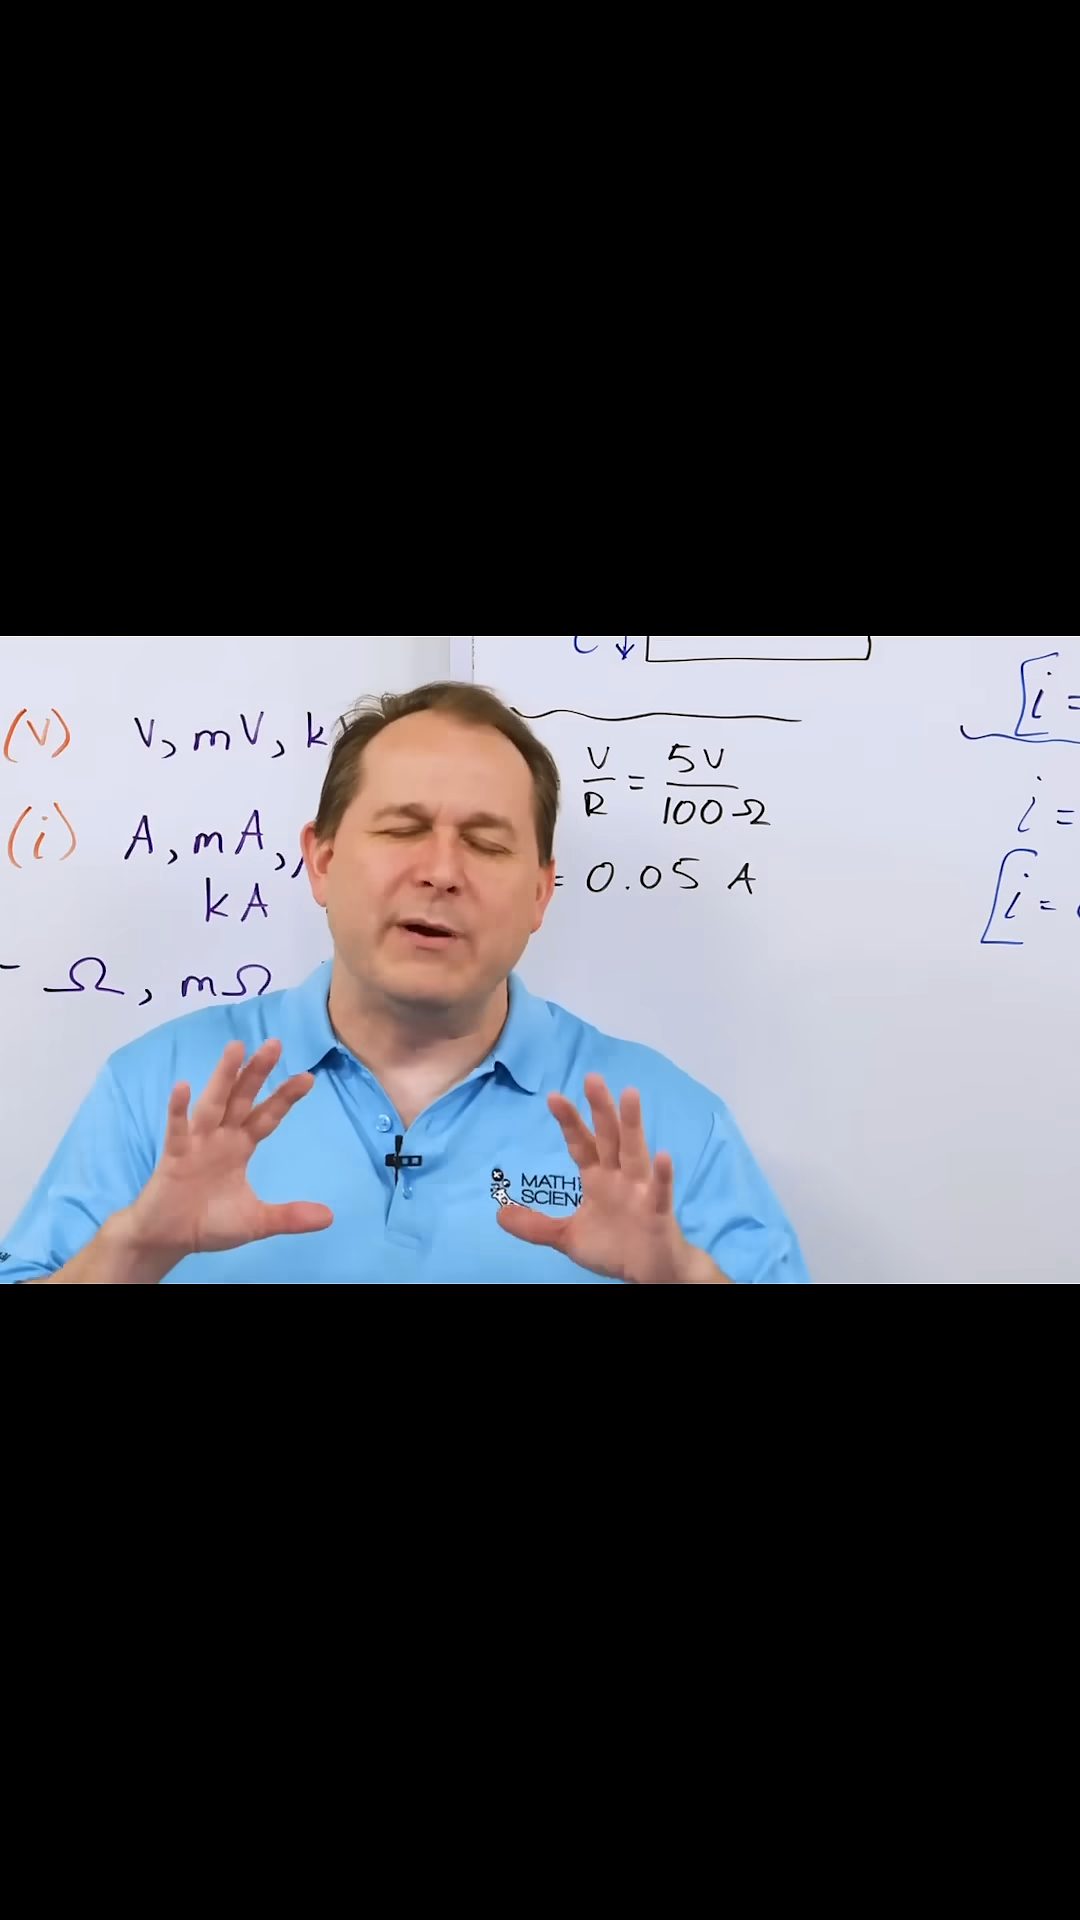 (V) V, mV, k
(i) A, mA,
kA
Ω, mΩ
i ↓
V/R = 5V/100Ω
= 0.05 A
[i =
i =
[i =
MATH
SCIENC